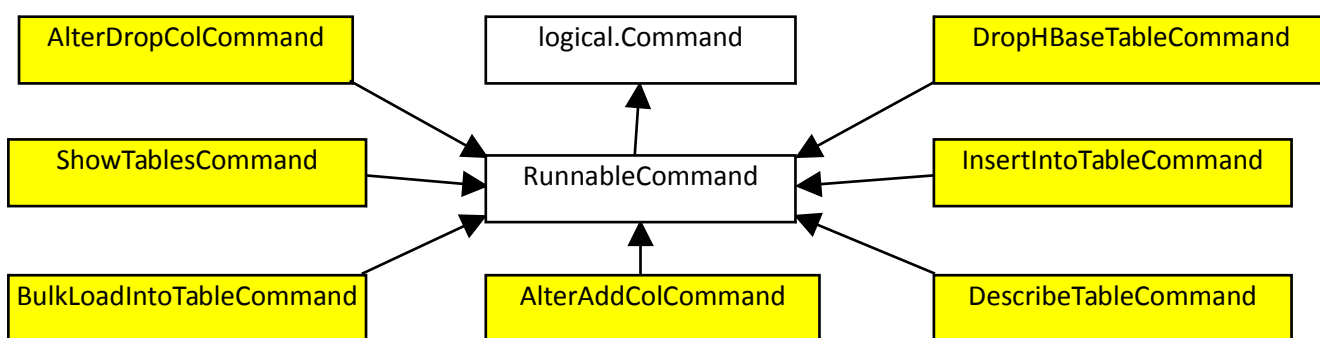 AlterDropColCommand
logical.Command
DropHBaseTableCommand
ShowTablesCommand
RunnableCommand
InsertIntoTableCommand
BulkLoadIntoTableCommand
AlterAddColCommand
DescribeTableCommand